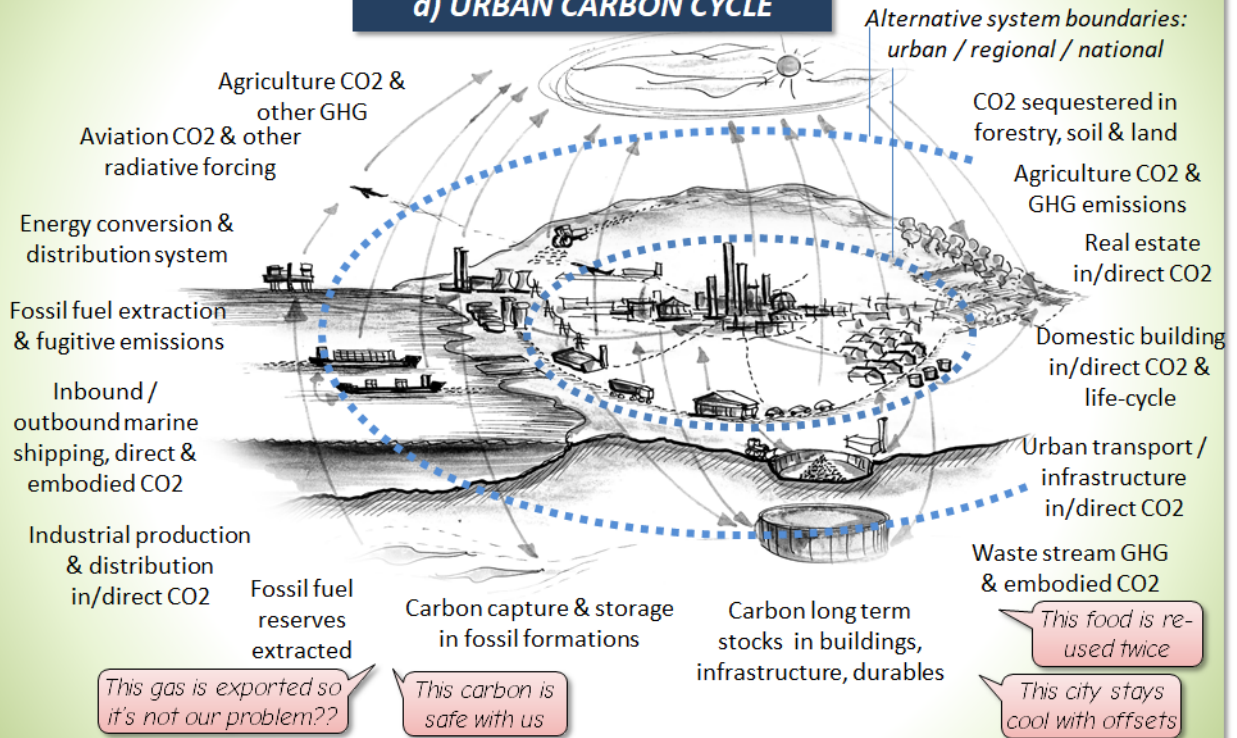 a) URBAN CARBON CYCLE
Alternative system boundaries:
urban / regional / national
Agriculture CO2 &
other GHG
Aviation CO2 & other
radiative forcing
Energy conversion &
distribution system
Fossil fuel extraction
& fugitive emissions
Inbound /
outbound marine
shipping, direct &
embodied CO2
Industrial production
& distribution
in/direct CO2
Fossil fuel
reserves
extracted
Carbon capture & storage
in fossil formations
Carbon long term
stocks in buildings,
infrastructure, durables
CO2 sequestered in
forestry, soil & land
Agriculture CO2 &
GHG emissions
Real estate
in/direct CO2
Domestic building
in/direct CO2 &
life-cycle
Urban transport /
infrastructure
in/direct CO2
Waste stream GHG
& embodied CO2
This gas is exported so
it's not our problem??
This carbon is
safe with us
This food is re-
used twice
This city stays
cool with offsets